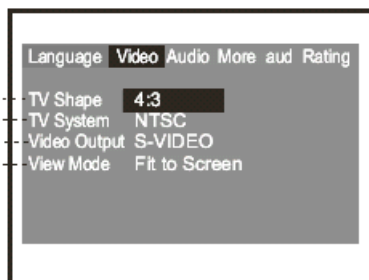 Language Video Audio More aud Rating
TV Shape 4:3
TV System NTSC
Video Output S-VIDEO
View Mode Fit to Screen